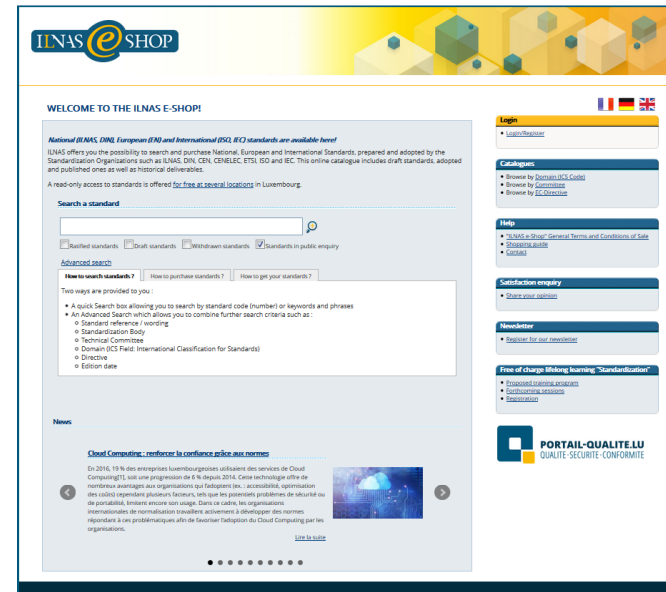 ILNAS e SHOP
WELCOME TO THE ILNAS E-SHOP!
National (ILNAS, DIN), European (EN) and International (ISO, IEC) standards are available here!
ILNAS offers you the possibility to search and purchase National, European and International Standards, prepared and adopted by the
Standardization Organizations such as ILNAS, DIN, CEN, CENELEC, ETSI, ISO and IEC. This online catalogue includes draft standards, adopted
and published ones as well as historical deliverables.
A read-only access to standards is offered for free at several locations in Luxembourg.
Search a standard
Ratified standards Draft standards Withdrawn standards Standards in public enquiry
Advanced search
How to search standards ? How to purchase standards ? How to get your standards ?
Two ways are provided to you :
• A quick Search box allowing you to search by standard code (number) or keywords and phrases
• An Advanced Search which allows you to combine further search criteria such as :
Standard reference / wording
Standardization Body
Technical Committee
Domain (ICS Field: International Classification for Standards)
Directive
Edition date
News
Cloud Computing : renforcer la confiance grâce aux normes
En 2016, 19 % des entreprises luxembourgeoises utilisaient des services de Cloud
Computing[1], soit une progression de 6 % depuis 2014. Cette technologie offre de
nombreux avantages aux organisations qui l'adoptent (ex. : accessibilité, optimisation
des coûts) cependant plusieurs facteurs, tels que les potentiels problèmes de sécurité ou
de portabilité, limitent encore son usage. Dans ce cadre, les organisations
internationales de normalisation travaillent activement à développer des normes
répondant à ces problématiques afin de favoriser l'adoption du Cloud Computing par les
organisations.
Lire la suite
Login
• Login/Register
Catalogues
• Browse by Domain (ICS Code)
• Browse by Committee
• Browse by EC-Directive
Help
• "ILNAS e-Shop" General Terms and Conditions of Sale
• Shopping guide
• Contact
Satisfaction enquiry
• Share your opinion
Newsletter
• Register for our newsletter
Free of charge lifelong learning "Standardization"
• Proposed training program
• Forthcoming sessions
• Registration
PORTAIL-QUALITE.LU
QUALITE·SECURITE·CONFORMITE